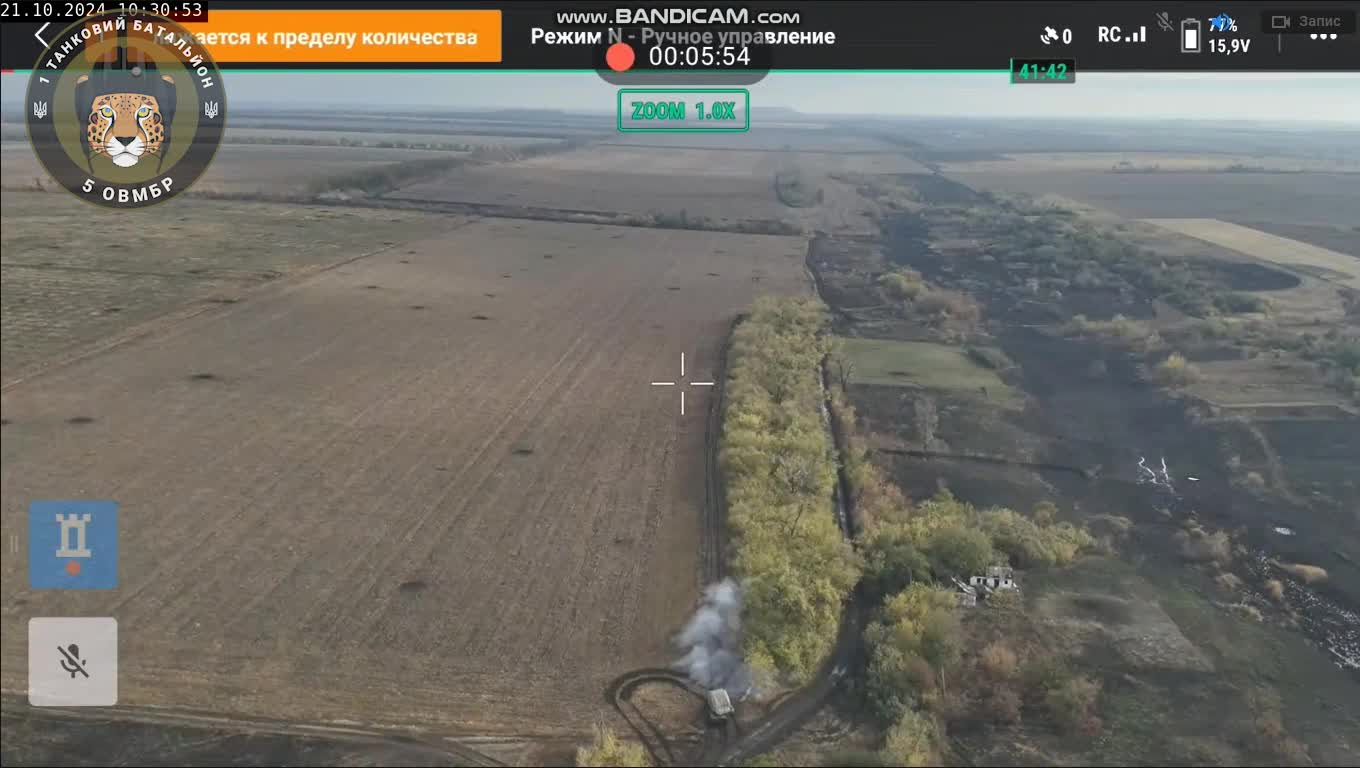 21.10.2024 10:30:53
www.BANDICAM.com
ается к пределу количества
Режим N - Ручное управление
00:05:54
0
RC
15,9V
Запис
41:42
ZOOM 1.0X
1 ТАНКОВИЙ БАТАЛЬЙОН
5 ОВМБР